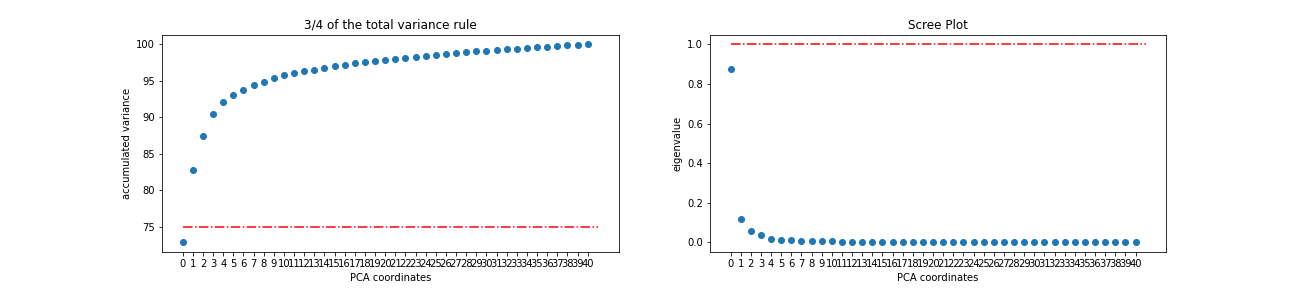 3/4 of the total variance rule
100
95
90
85
80
75
accumulated variance
0 1 2 3 4 5 6 7 8 9 10 11 12 13 14 15 16 17 18 19 20 21 22 23 24 25 26 27 28 29 30 31 32 33 34 35 36 37 38 39 40
PCA coordinates
Scree Plot
1.0
0.8
0.6
0.4
0.2
0.0
eigenvalue
0 1 2 3 4 5 6 7 8 9 10 11 12 13 14 15 16 17 18 19 20 21 22 23 24 25 26 27 28 29 30 31 32 33 34 35 36 37 38 39 40
PCA coordinates